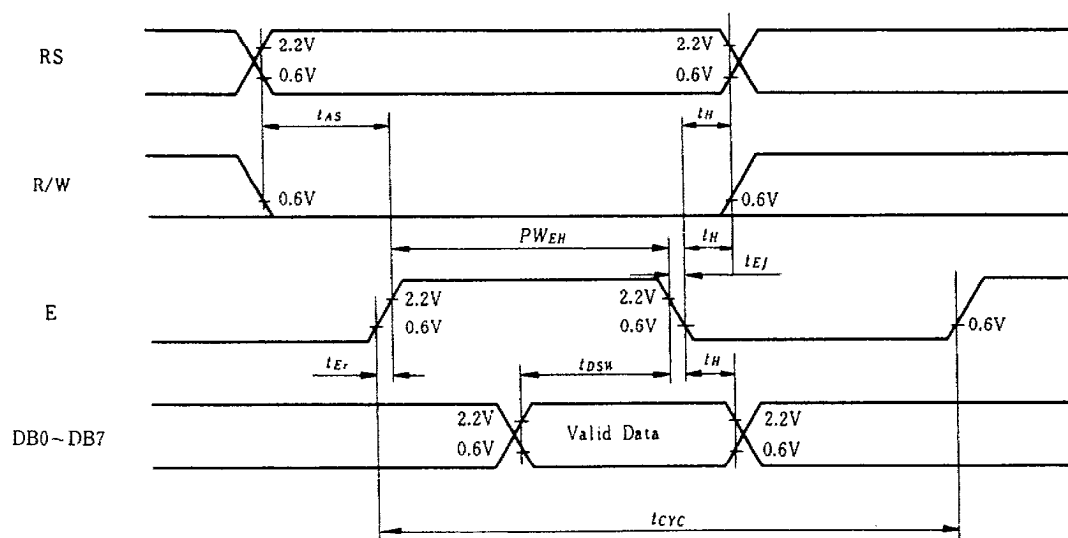 RS
2.2V
2.2V
0.6V
0.6V
tAS
tH
R/W
0.6V
0.6V
PWEH
tH
tEf
E
2.2V
2.2V
0.6V
0.6V
0.6V
tEr
tDSW
tH
DB0~DB7
2.2V
Valid Data
2.2V
0.6V
0.6V
tCYC